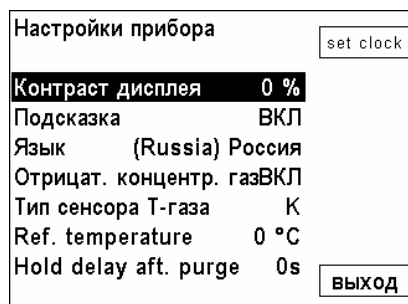 Настройки прибора
set clock
Контраст дисплея 0 %
Подсказка ВКЛ
Язык (Russia) Россия
Отрицат. концентр. газВКЛ
Тип сенсора Т-газа K
Ref. temperature 0 °C
Hold delay aft. purge 0s
выход